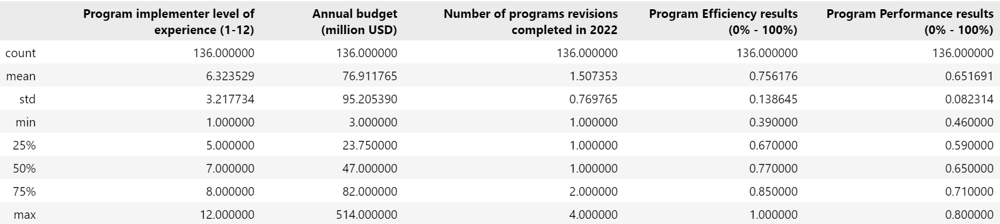 Program implementer level of experience (1-12) Annual budget (million USD) Number of programs revisions completed in 2022 Program Efficiency results (0% - 100%) Program Performance results (0% - 100%)
count 136.000000 136.000000 136.000000 136.000000 136.000000
mean 6.323529 76.911765 1.507353 0.756176 0.651691
std 3.217734 95.205390 0.769765 0.138645 0.082314
min 1.000000 3.000000 1.000000 0.390000 0.460000
25% 5.000000 23.750000 1.000000 0.670000 0.590000
50% 7.000000 47.000000 1.000000 0.770000 0.650000
75% 8.000000 82.000000 2.000000 0.850000 0.710000
max 12.000000 514.000000 4.000000 1.000000 0.800000